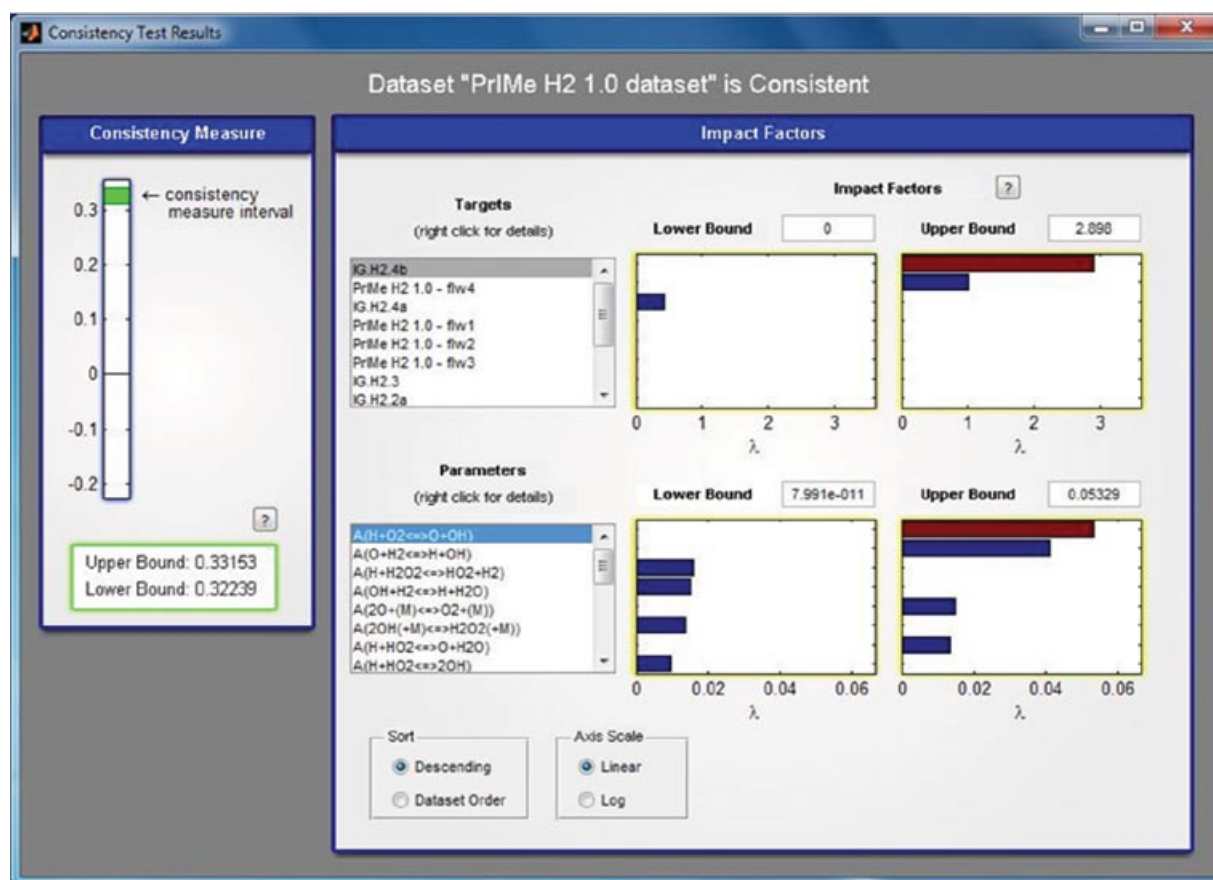 Consistency Test Results
Dataset "PrIMe H2 1.0 dataset" is Consistent
Consistency Measure
0.3
0.2
0.1
0
-0.1
-0.2
← consistency
measure interval
?
Upper Bound: 0.33153
Lower Bound: 0.32239
Impact Factors
Impact Factors ?
Targets
(right click for details)
Lower Bound 0
Upper Bound 2.898
IG.H2.4b
PrIMe H2 1.0 - flw4
IG.H2.4a
PrIMe H2 1.0 - flw1
PrIMe H2 1.0 - flw2
PrIMe H2 1.0 - flw3
IG.H2.3
IG.H2.2a
0 1 2 3
λ
0 1 2 3
λ
Parameters
(right click for details)
Lower Bound 7.991e-011
Upper Bound 0.05329
A(H+O2<=>O+OH)
A(O+H2<=>H+OH)
A(H+H2O2<=>HO2+H2)
A(OH+H2<=>H+H2O)
A(2O+(M)<=>O2+(M))
A(2OH(+M)<=>H2O2(+M))
A(H+HO2<=>O+H2O)
A(H+HO2<=>2OH)
0 0.02 0.04 0.06
λ
0 0.02 0.04 0.06
λ
Sort
Descending
Dataset Order
Axis Scale
Linear
Log